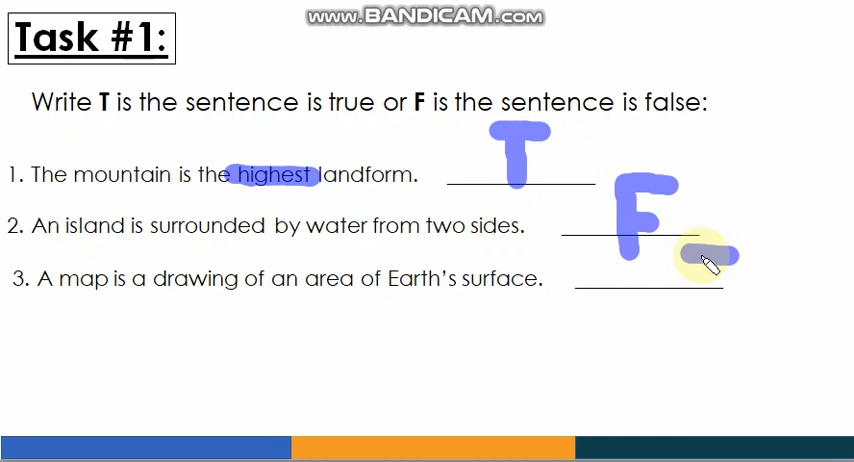 WWW.BANDICAM.COM
Task #1:
Write T is the sentence is true or F is the sentence is false:
1. The mountain is the highest landform. T
2. An island is surrounded by water from two sides. F
3. A map is a drawing of an area of Earth's surface.